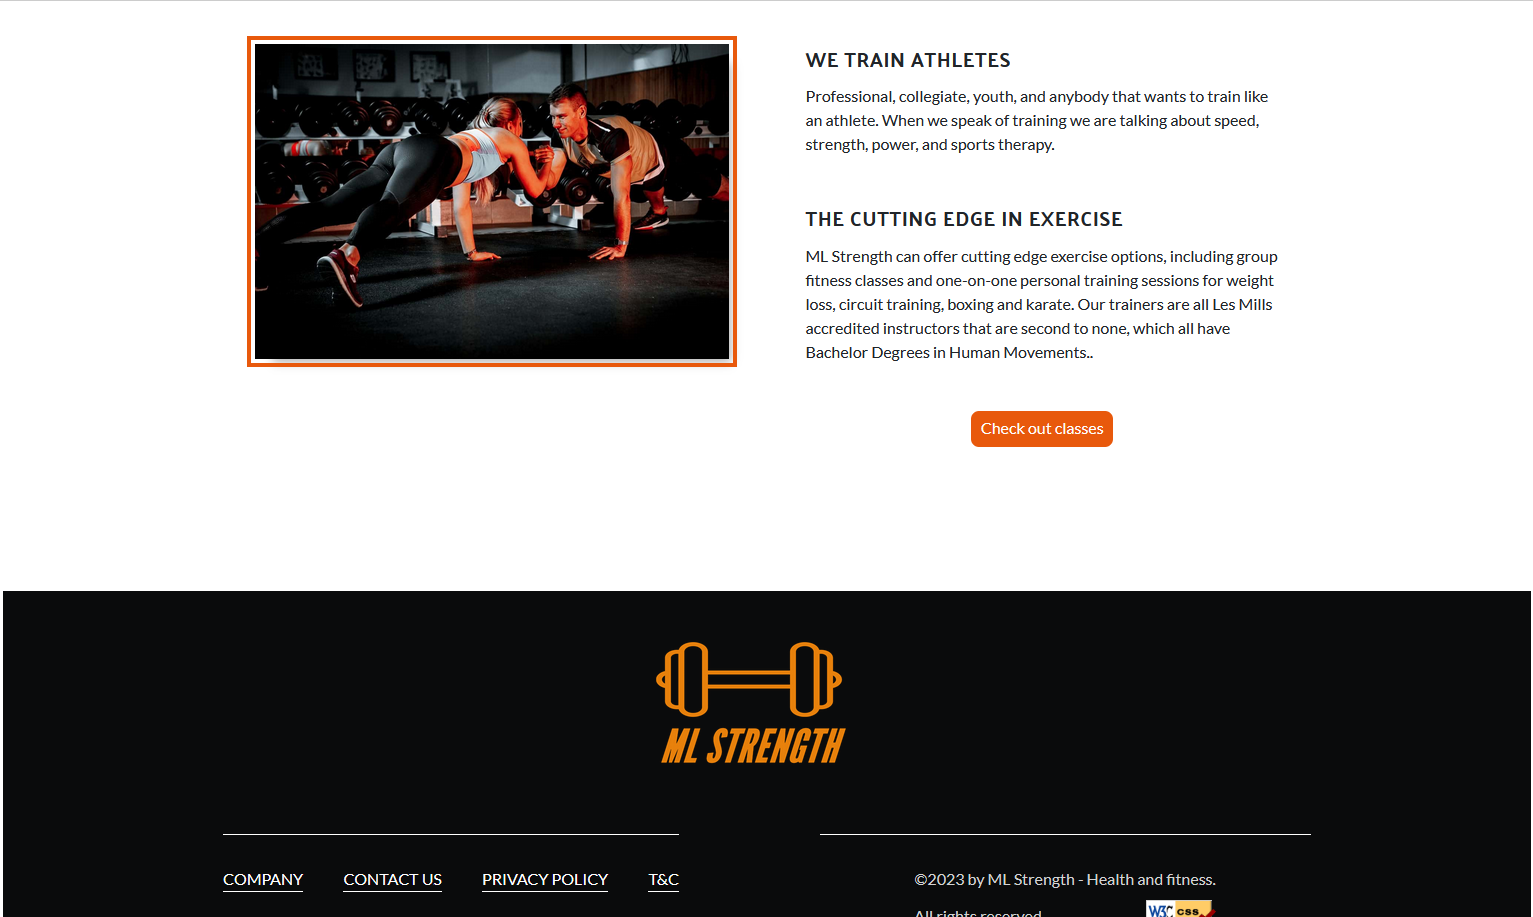 WE TRAIN ATHLETES
Professional, collegiate, youth, and anybody that wants to train like
an athlete. When we speak of training we are talking about speed,
strength, power, and sports therapy.
THE CUTTING EDGE IN EXERCISE
ML Strength can offer cutting edge exercise options, including group
fitness classes and one-on-one personal training sessions for weight
loss, circuit training, boxing and karate. Our trainers are all Les Mills
accredited instructors that are second to none, which all have
Bachelor Degrees in Human Movements..
Check out classes
ML STRENGTH
COMPANY CONTACT US PRIVACY POLICY T&C
©2023 by ML Strength - Health and fitness.
All rights reserved
W3C css